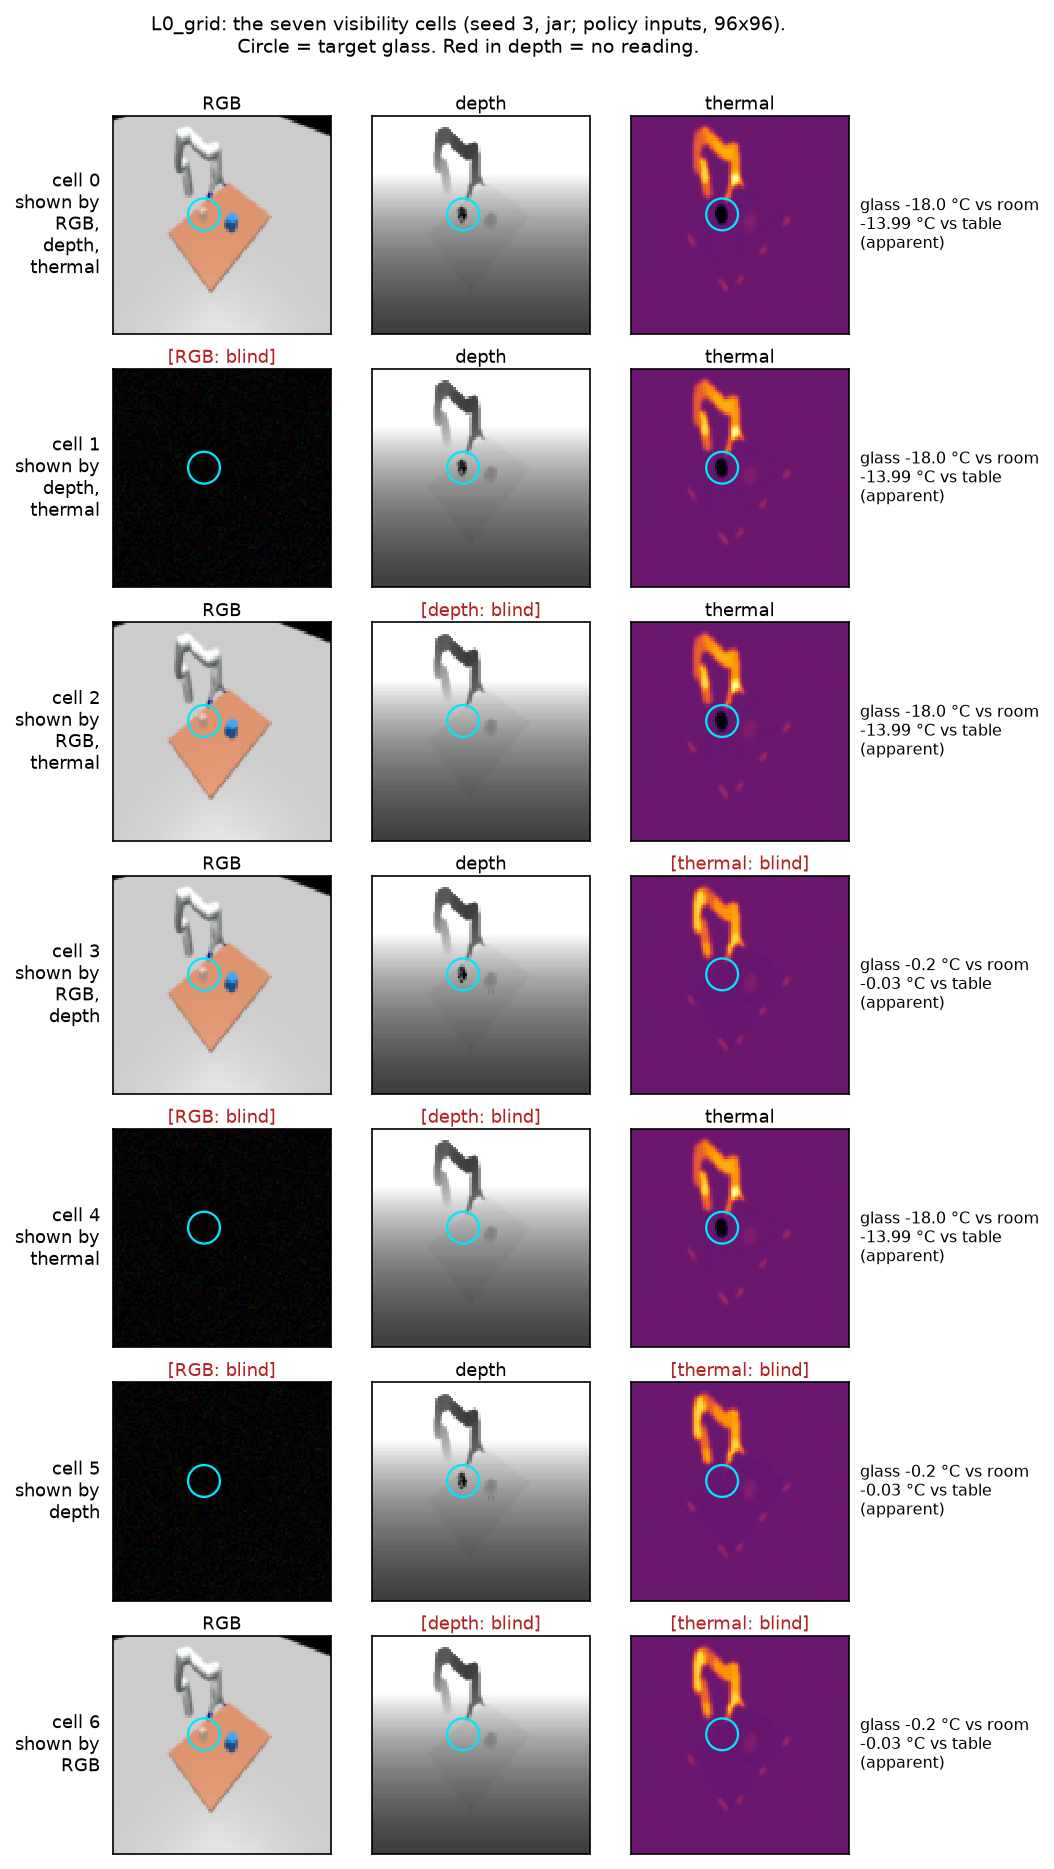 L0_grid: the seven visibility cells (seed 3, jar; policy inputs, 96x96).
Circle = target glass. Red in depth = no reading.
RGB
depth
thermal
cell 0
shown by
RGB,
depth,
thermal
glass -18.0 °C vs room
-13.99 °C vs table
(apparent)
[RGB: blind]
depth
thermal
cell 1
shown by
depth,
thermal
glass -18.0 °C vs room
-13.99 °C vs table
(apparent)
RGB
[depth: blind]
thermal
cell 2
shown by
RGB,
thermal
glass -18.0 °C vs room
-13.99 °C vs table
(apparent)
RGB
depth
[thermal: blind]
cell 3
shown by
RGB,
depth
glass -0.2 °C vs room
-0.03 °C vs table
(apparent)
[RGB: blind]
[depth: blind]
thermal
cell 4
shown by
thermal
glass -18.0 °C vs room
-13.99 °C vs table
(apparent)
[RGB: blind]
depth
[thermal: blind]
cell 5
shown by
depth
glass -0.2 °C vs room
-0.03 °C vs table
(apparent)
RGB
[depth: blind]
[thermal: blind]
cell 6
shown by
RGB
glass -0.2 °C vs room
-0.03 °C vs table
(apparent)